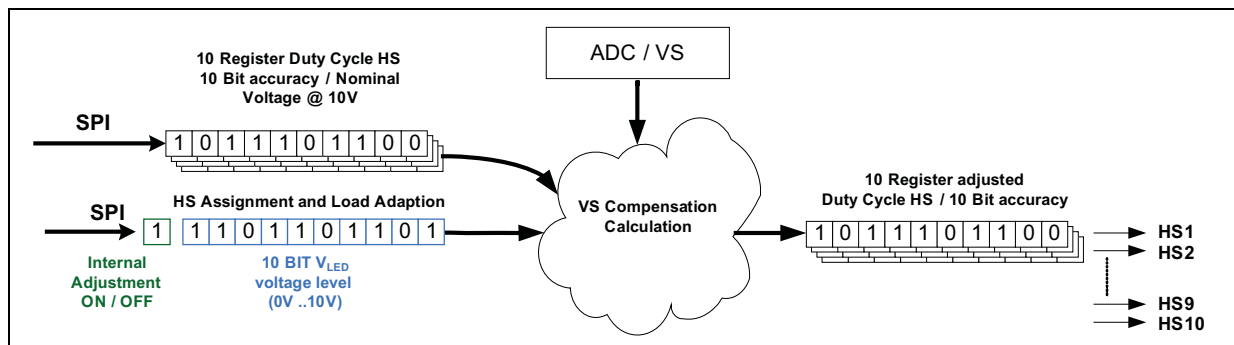 10 Register Duty Cycle HS
10 Bit accuracy / Nominal
Voltage @ 10V
ADC / VS
SPI
1 0 1 1 1 0 1 1 0 0
HS Assignment and Load Adaption
SPI
1 1 1 0 1 1 0 1 1 0 1
Internal
Adjustment
ON / OFF
10 BIT VLED
voltage level
(0V ..10V)
VS Compensation
Calculation
10 Register adjusted
Duty Cycle HS / 10 Bit accuracy
1 0 1 1 1 0 1 1 0 0
HS1
HS2
HS9
HS10